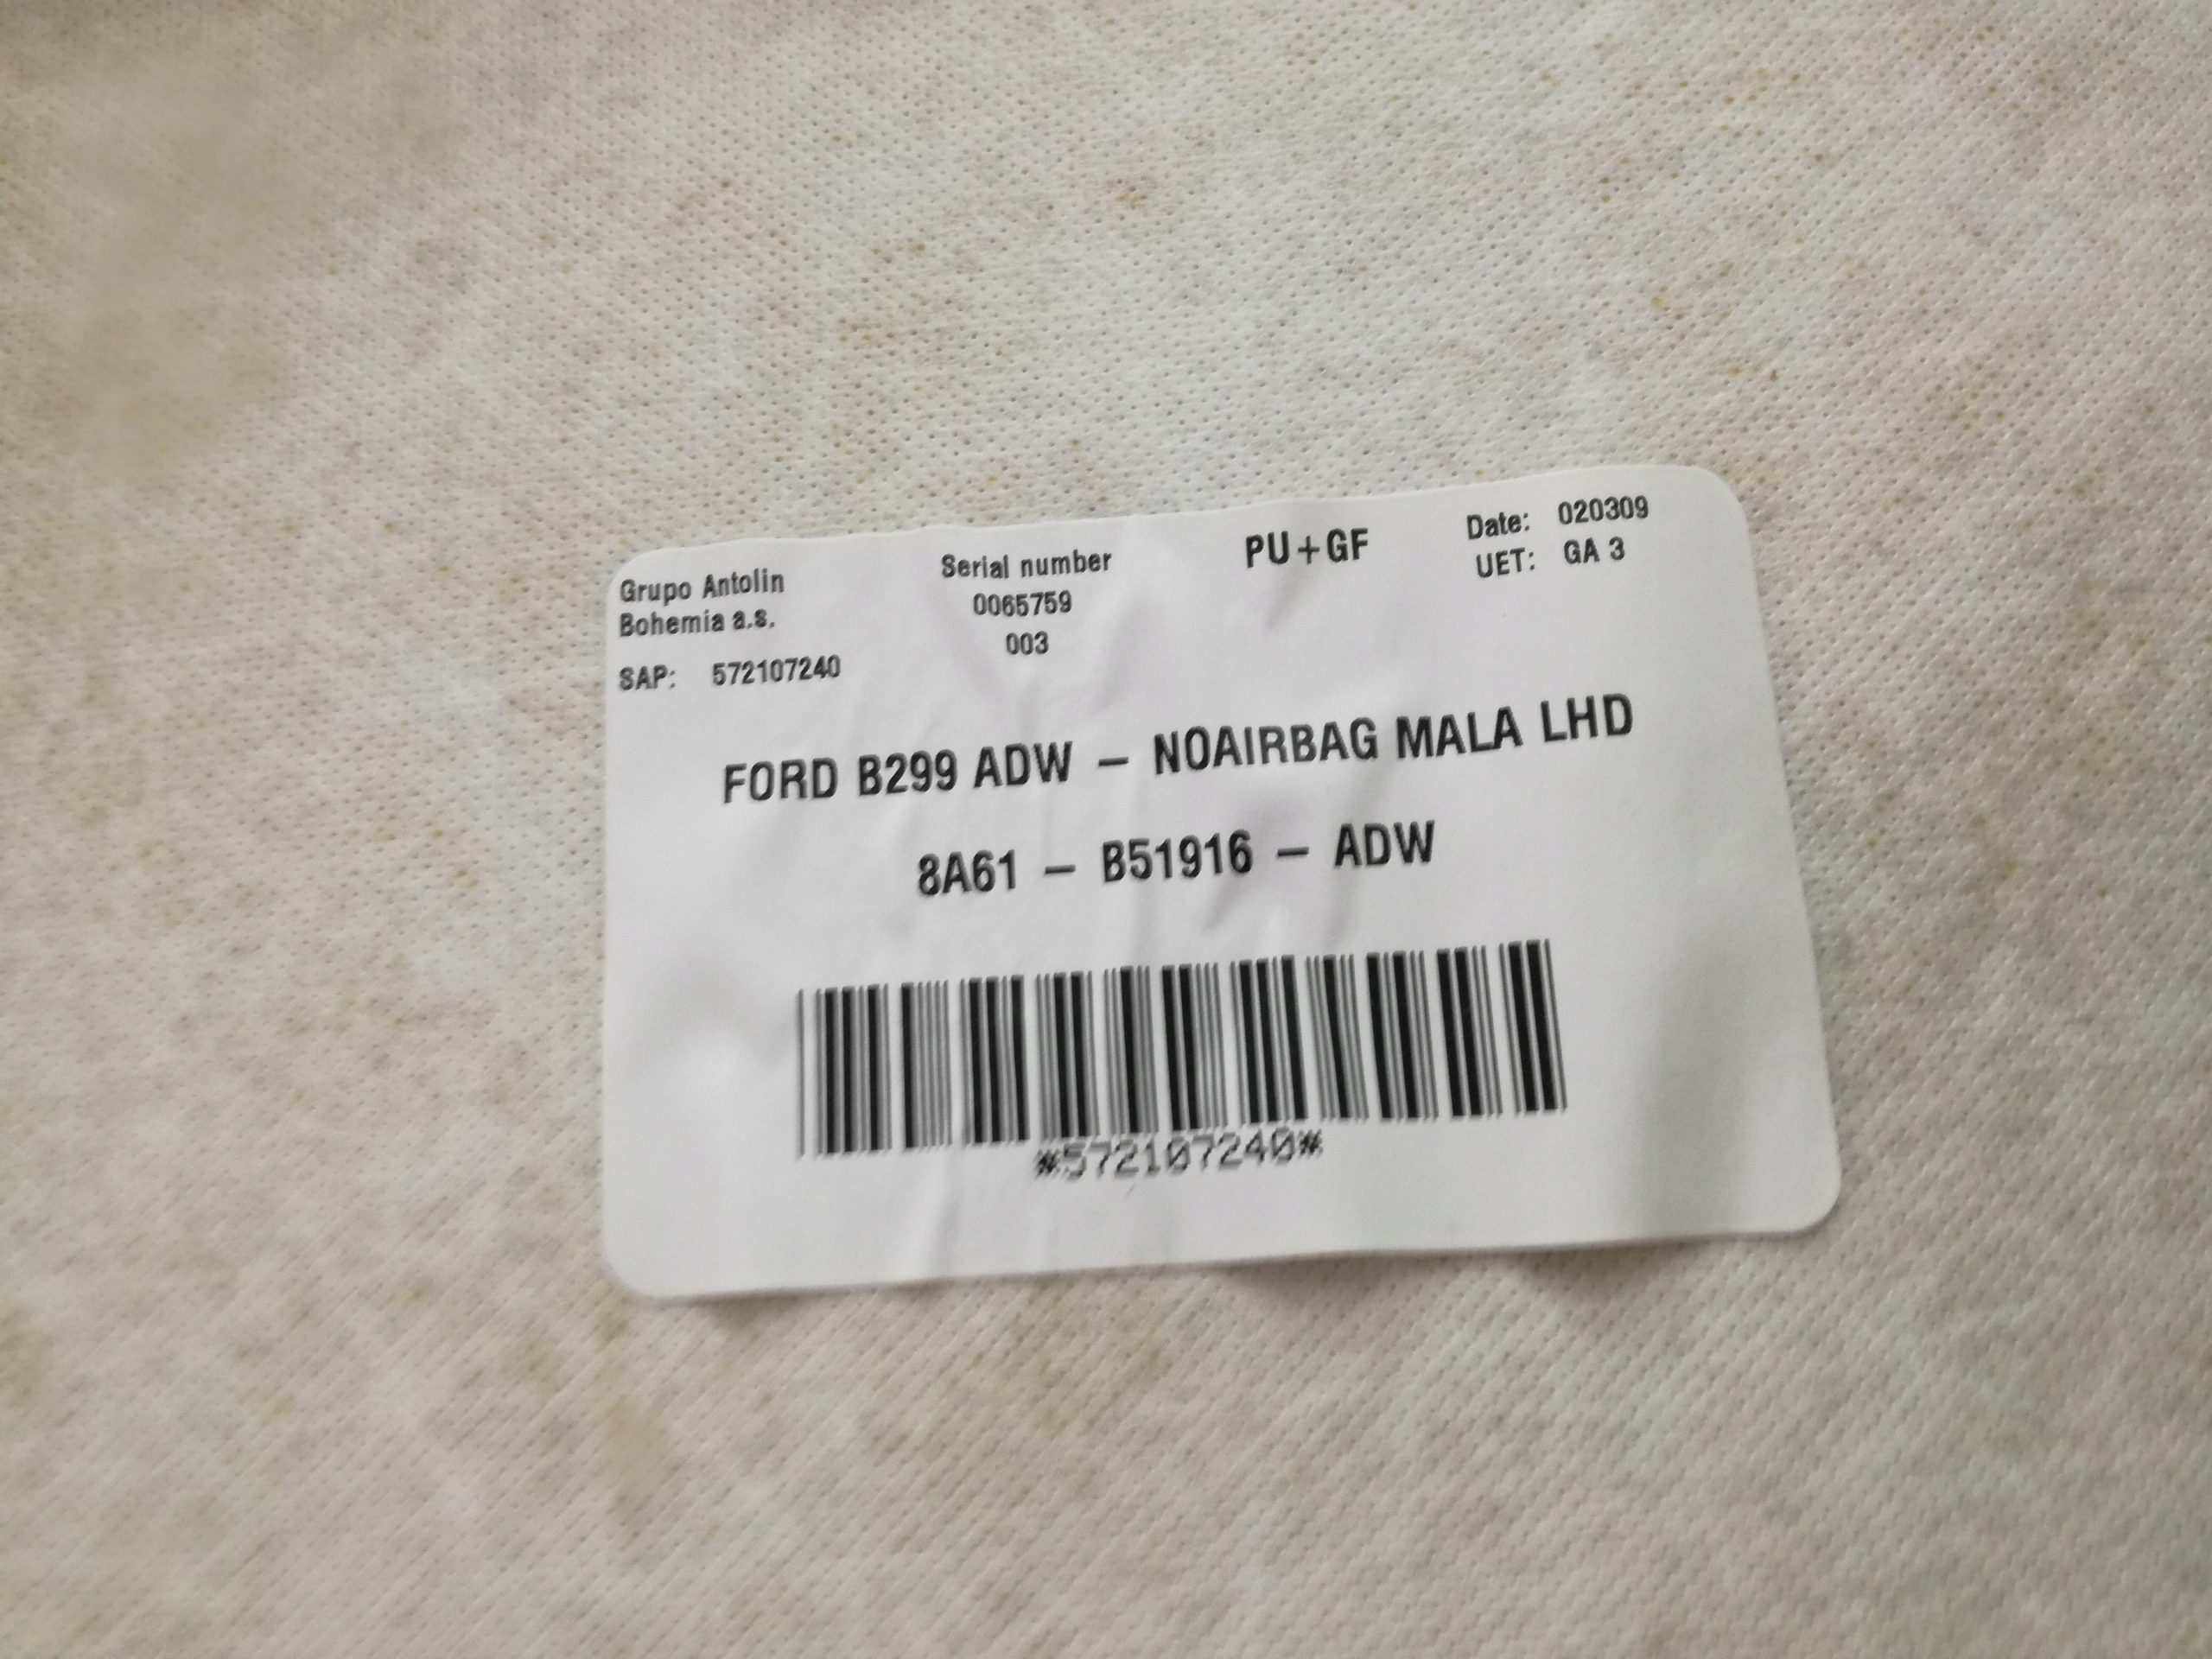 Grupo Antolin
Bohemia a.s.
SAP: 572107240
Serial number
0065759
003
PU+GF
Date: 020309
UET: GA 3
FORD B299 ADW – NOAIRBAG MALA LHD
8A61 – B51916 – ADW
*572107240*